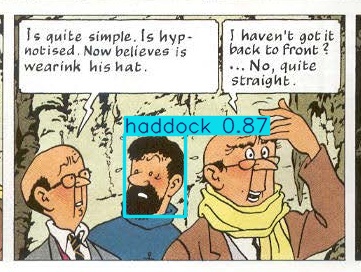 Is quite simple. Is hyp-
notised. Now believes is
wearink his hat.
I haven't got it
back to front?
... No, quite
straight.
haddock 0.87